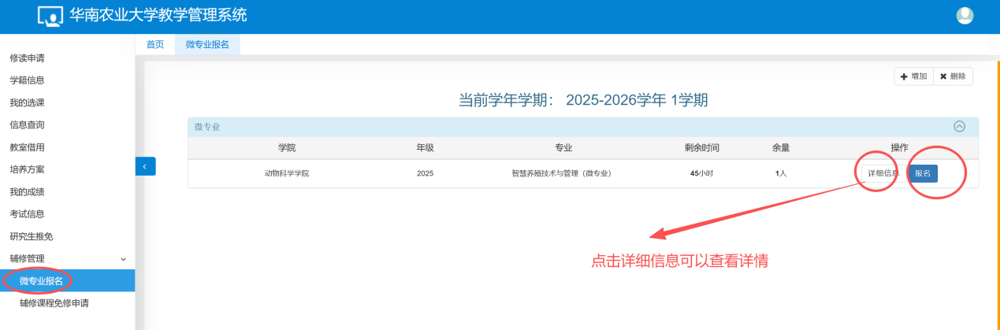 华南农业大学教学管理系统
首页 微专业报名
修读申请
学籍信息
我的选课
信息查询
教室借用
培养方案
我的成绩
考试信息
研究生推免
辅修管理
微专业报名
辅修课程免修申请
增加 删除
当前学年学期： 2025-2026学年 1学期
微专业
学院 年级 专业 剩余时间 余量 操作
动物科学学院 2025 智慧养殖技术与管理（微专业） 45小时 1人 详细信息 报名
点击详细信息可以查看详情